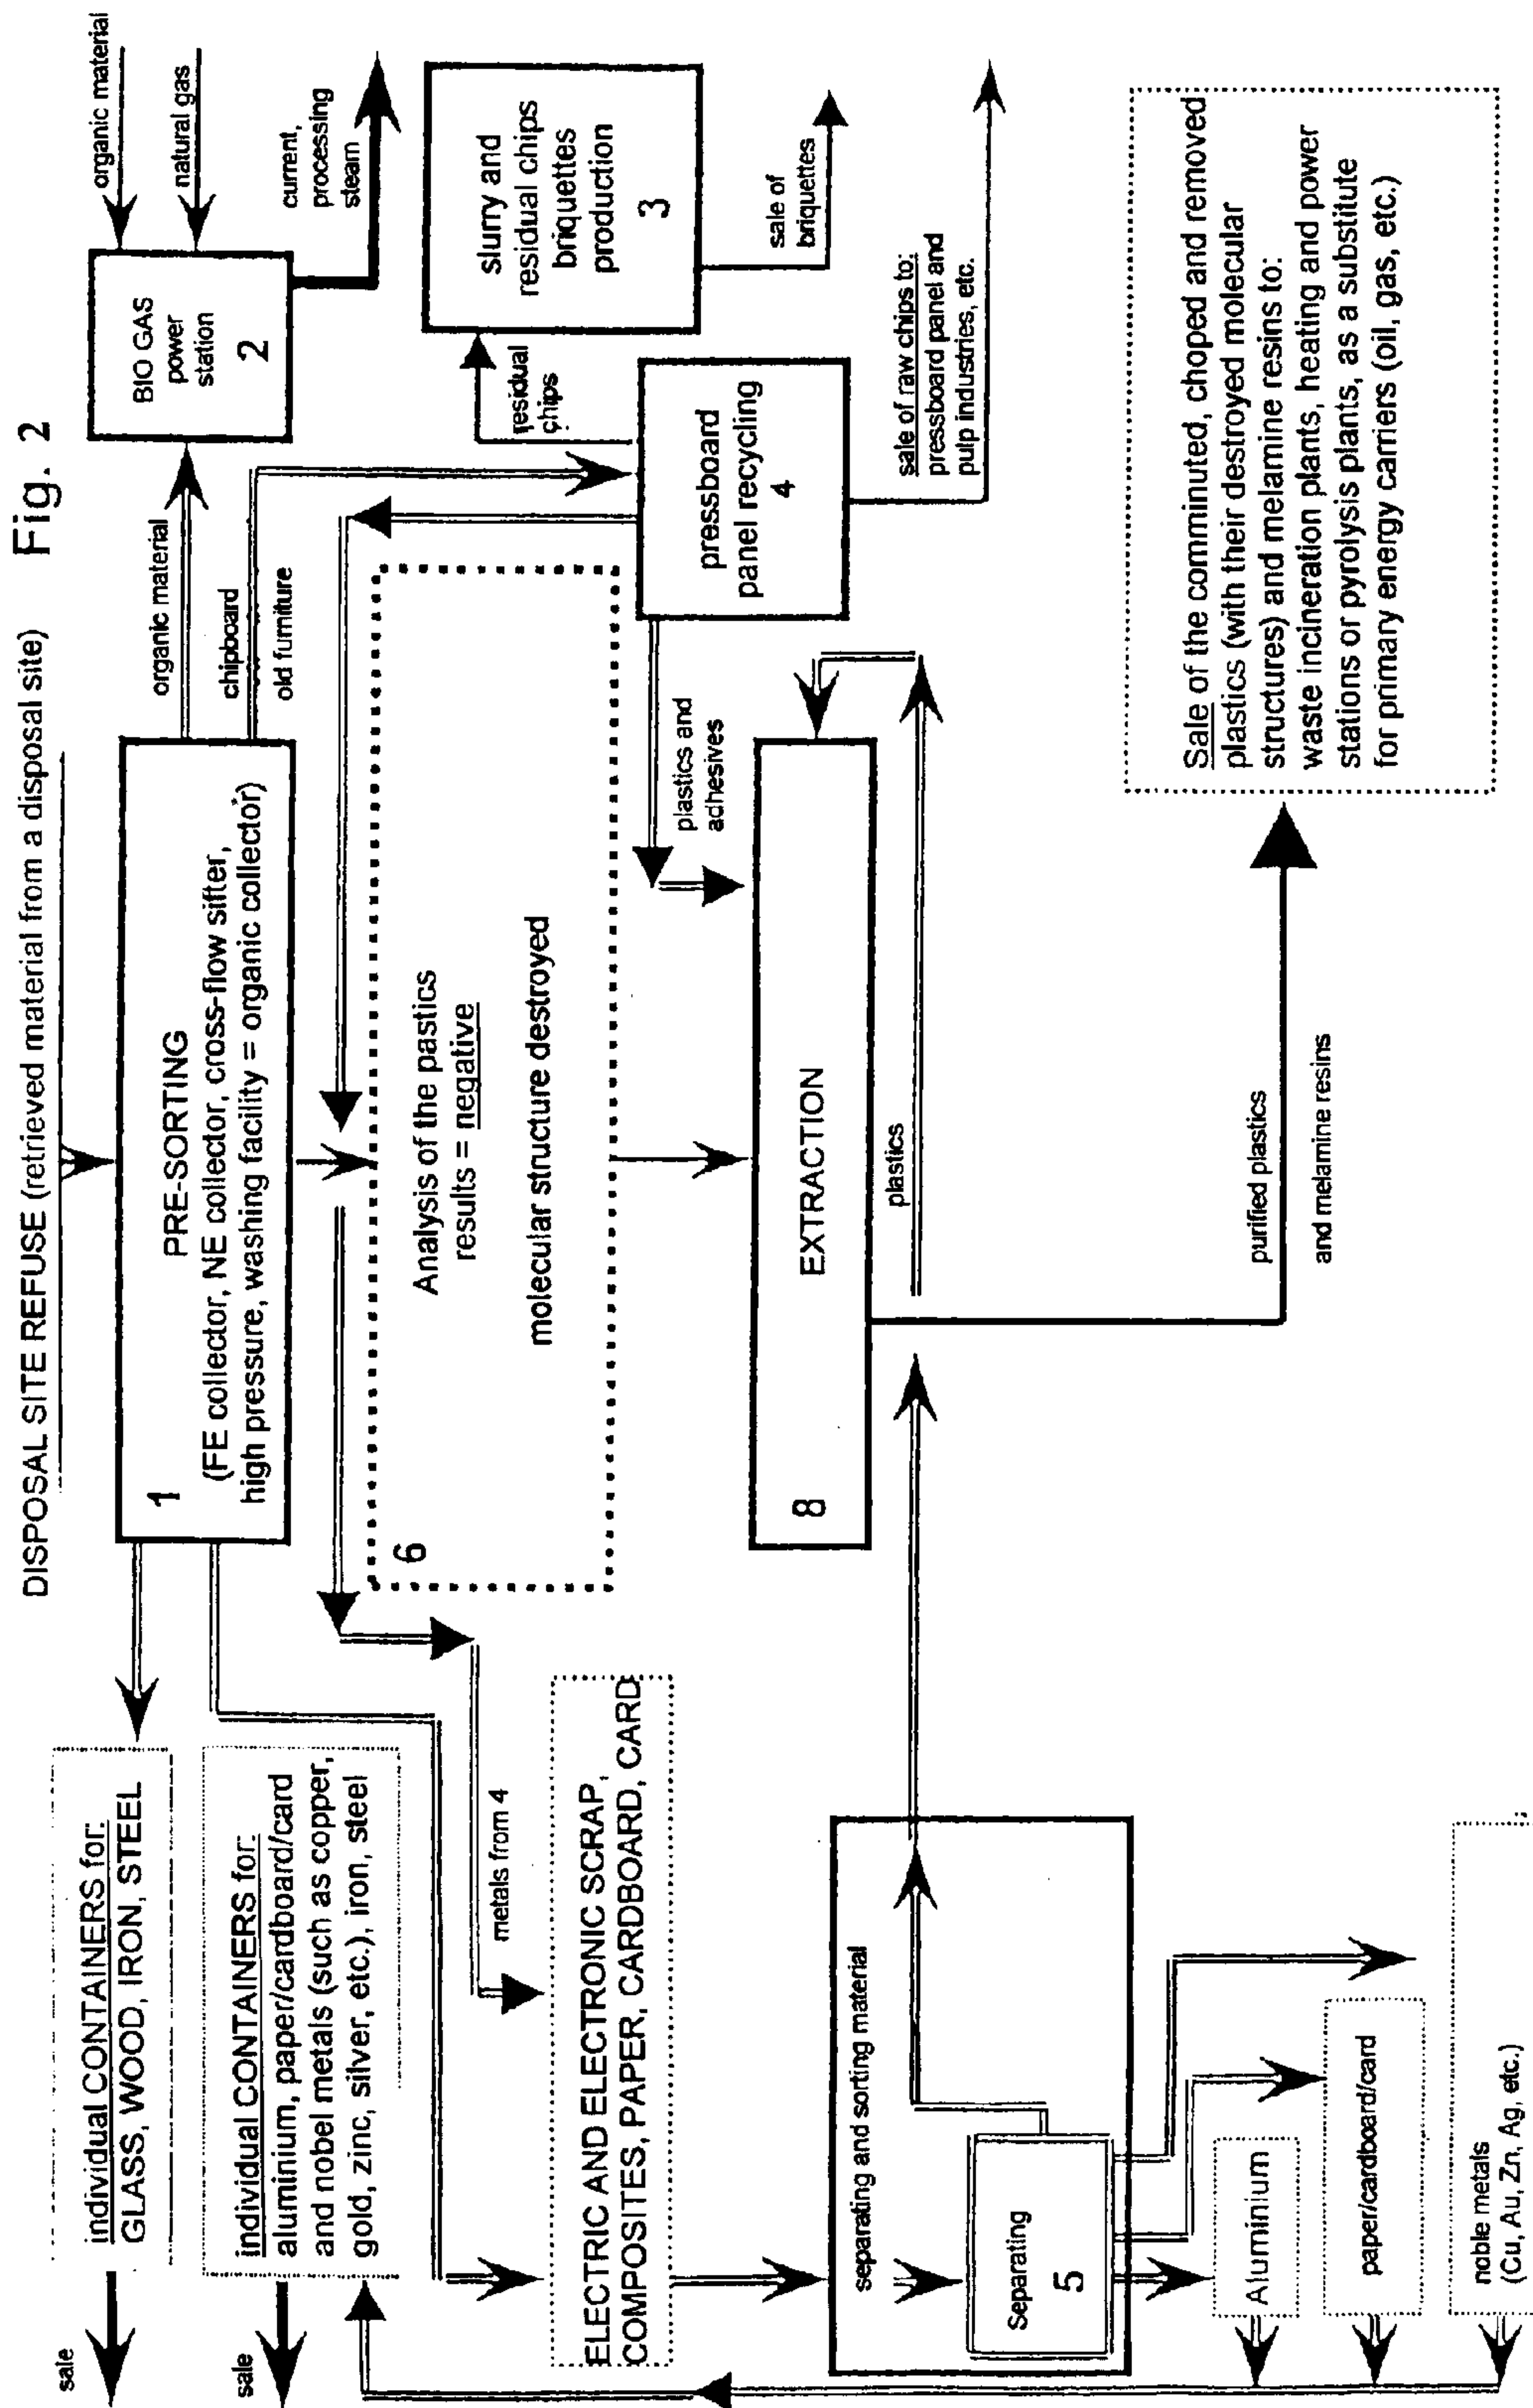 DISPOSAL SITE REFUSE (retrieved material from a disposal site)
Fig. 2
individual CONTAINERS for:
GLASS, WOOD, IRON, STEEL
sale
individual CONTAINERS for:
aluminium, paper/cardboard/card
and nobel metals (such as copper,
gold, zinc, silver, etc.), iron, steel
sale
1
PRE-SORTING
(FE collector, NE collector, cross-flow sifter,
high pressure, washing facility = organic collector)
organic material
chipboard
old furniture
organic material
natural gas
BIO GAS
power
station
2
current,
processing
steam
slurry and
residual chips
briquettes
production
3
residual
chips
sale of
briquettes
pressboard
panel recycling
4
sale of raw chips to:
pressboard panel and
pulp industries, etc.
6
Analysis of the pastics
results = negative
molecular structure destroyed
plastics and
adhesives
metals from 4
ELECTRIC AND ELECTRONIC SCRAP,
COMPOSITES, PAPER, CARDBOARD, CARD
8
EXTRACTION
plastics
separating and sorting material
Separating
5
Aluminium
paper/cardboard/card
noble metals
(Cu, Au, Zn, Ag, etc.)
purified plastics
and melamine resins
Sale of the comminuted, choped and removed
plastics (with their destroyed molecular
structures) and melamine resins to:
waste incineration plants, heating and power
stations or pyrolysis plants, as a substitute
for primary energy carriers (oil, gas, etc.)